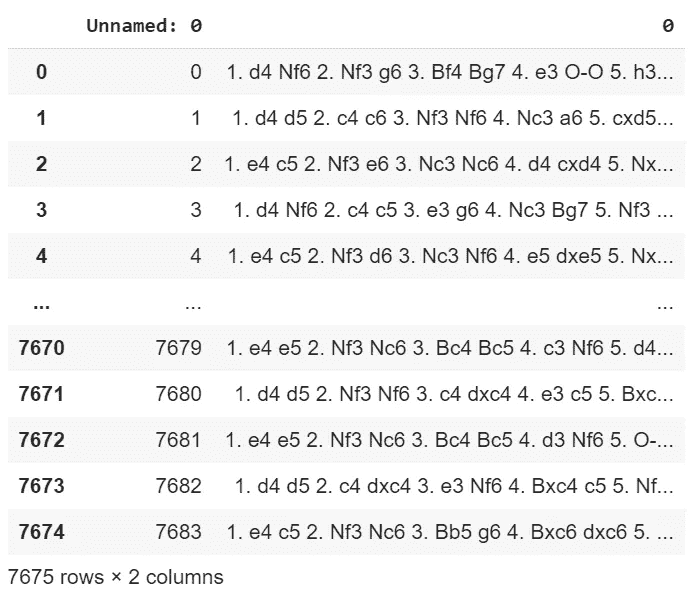 Unnamed: 0 0
0 0 1. d4 Nf6 2. Nf3 g6 3. Bf4 Bg7 4. e3 O-O 5. h3...
1 1 1. d4 d5 2. c4 c6 3. Nf3 Nf6 4. Nc3 a6 5. cxd5...
2 2 1. e4 c5 2. Nf3 e6 3. Nc3 Nc6 4. d4 cxd4 5. Nx...
3 3 1. d4 Nf6 2. c4 c5 3. e3 g6 4. Nc3 Bg7 5. Nf3 ...
4 4 1. e4 c5 2. Nf3 d6 3. Nc3 Nf6 4. e5 dxe5 5. Nx...
... ... ...
7670 7679 1. e4 e5 2. Nf3 Nc6 3. Bc4 Bc5 4. c3 Nf6 5. d4...
7671 7680 1. d4 d5 2. Nf3 Nf6 3. c4 dxc4 4. e3 c5 5. Bxc...
7672 7681 1. e4 e5 2. Nf3 Nc6 3. Bc4 Bc5 4. d3 Nf6 5. O-...
7673 7682 1. d4 d5 2. c4 dxc4 3. e3 Nf6 4. Bxc4 c5 5. Nf...
7674 7683 1. e4 c5 2. Nf3 Nc6 3. Bb5 g6 4. Bxc6 dxc6 5. ...
7675 rows × 2 columns